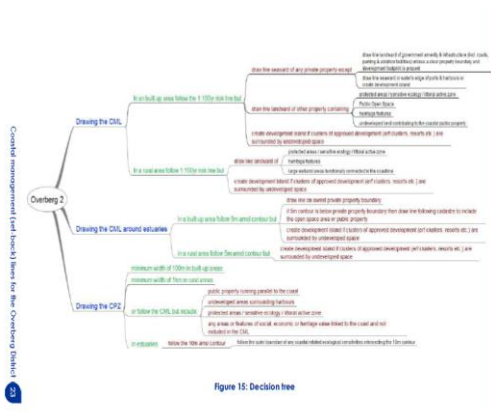 draw line landward of government amenity & infrastructure (incl. roads,
parking & ablution facilities) unless a clear property boundary and
development footprint is present
draw line seaward of any private property except
draw line seaward or water's edge of ports & harbours or
create development island
In an built up area follow the 1:100yr risk line but
protected areas / sensitive ecology / littoral active zone
Public Open Space
draw line landward of other property containing
heritage features
undeveloped land contributing to the coastal public property
Drawing the CML
create development island if clusters of approved development (erf clusters, resorts etc.) are
surrounded by undeveloped space
protected areas / sensitive ecology / littoral active zone
In a rural area follow 1:100yr risk line but
draw line landward of
heritage features
large wetland areas functionally connected to the coastline
create development island if clusters of approved development (erf clusters, resorts etc.) are
surrounded by undeveloped space
Overberg 2
draw line on overall private property boundary
In a built up area follow 5m amsl contour but
if 5m contour is below private property boundary then draw line following cadastre to include
the open space area or public property
Drawing the CML around estuaries
create development island if clusters of approved development (erf clusters, resorts etc.) are
surrounded by undeveloped space
in a rural area follow 5m amsl contour but
create development island if clusters of approved development (erf clusters, resorts etc.) are
surrounded by undeveloped space
minimum width of 100m in built up areas
minimum width of 1km in rural areas
Drawing the CPZ
public property running parallel to the coast
or follow the CML but include
undeveloped areas surrounding harbours
protected areas / sensitive ecology / littoral active zone
any areas or features of social, economic or heritage value linked to the coast and not
included in the CML
in estuaries
follow the 10m amsl contour
follow the outer boundary of any coastal related ecological sensitivities intersecting the 10m contour
Figure 15: Decision tree
Coastal management (set-back) lines for the Overberg District
23